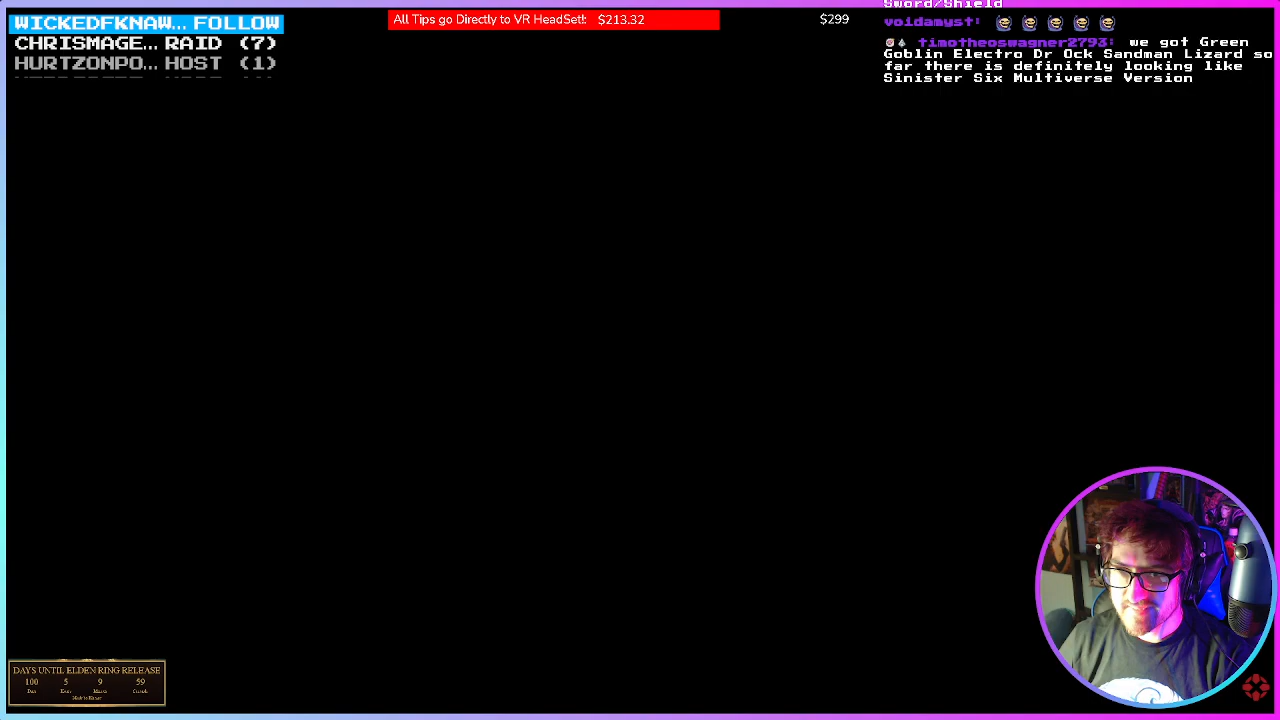 WICKEDFKNAW... FOLLOW
CHRISMAGE... RAID (7)
HURTZONPO... HOST (1)
All Tips go Directly to VR HeadSet! $213.32
$299
Sword/Shield
voidamyst:
timotheoswagner2793: we got Green
Goblin Electro Dr Ock Sandman Lizard so
far there is definitely looking like
Sinister Six Multiverse Version
DAYS UNTIL ELDEN RING RELEASE
100 5 9 59